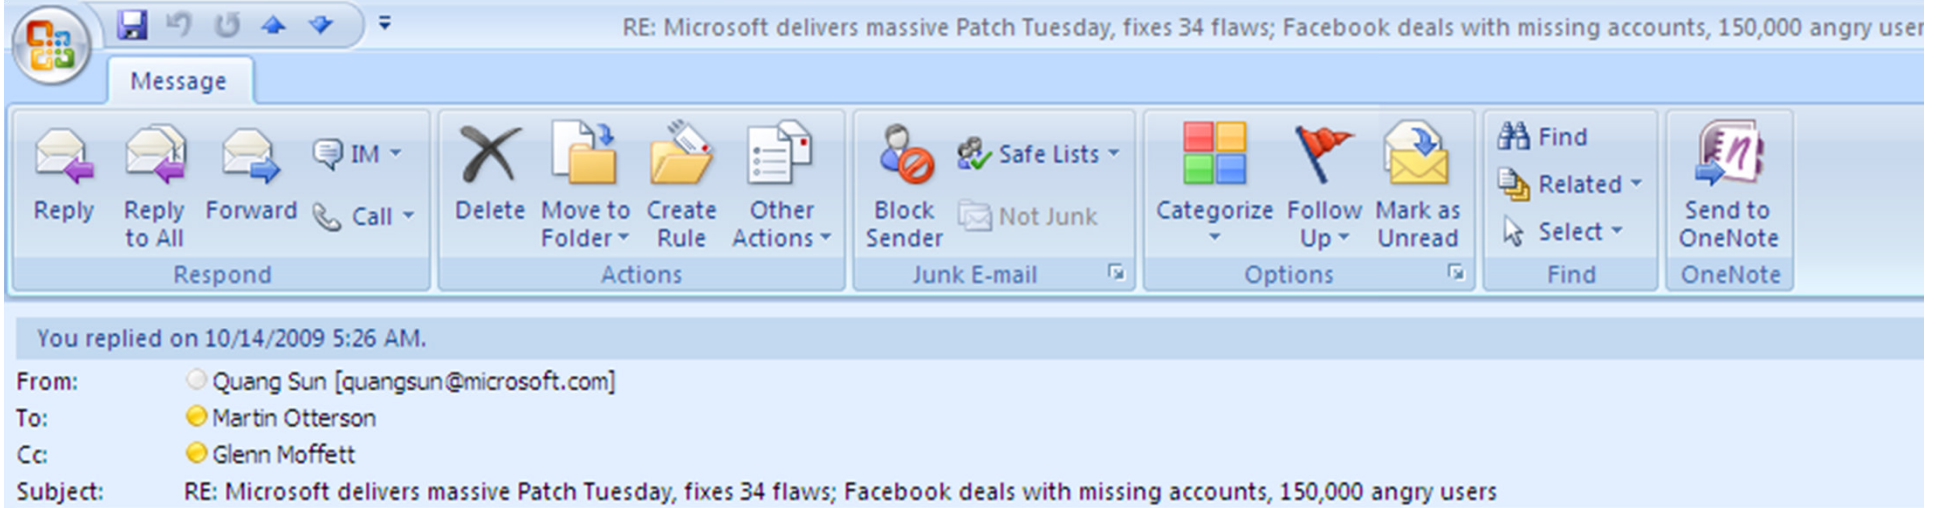 RE: Microsoft delivers massive Patch Tuesday, fixes 34 flaws; Facebook deals with missing accounts, 150,000 angry user
Message
Reply
Reply to All
Forward
IM
Call
Respond
Delete
Move to Folder
Create Rule
Other Actions
Actions
Block Sender
Safe Lists
Not Junk
Junk E-mail
Categorize
Follow Up
Mark as Unread
Options
Find
Related
Select
Find
Send to OneNote
OneNote
You replied on 10/14/2009 5:26 AM.
From: Quang Sun [quangsun@microsoft.com]
To: Martin Otterson
Cc: Glenn Moffett
Subject: RE: Microsoft delivers massive Patch Tuesday, fixes 34 flaws; Facebook deals with missing accounts, 150,000 angry users